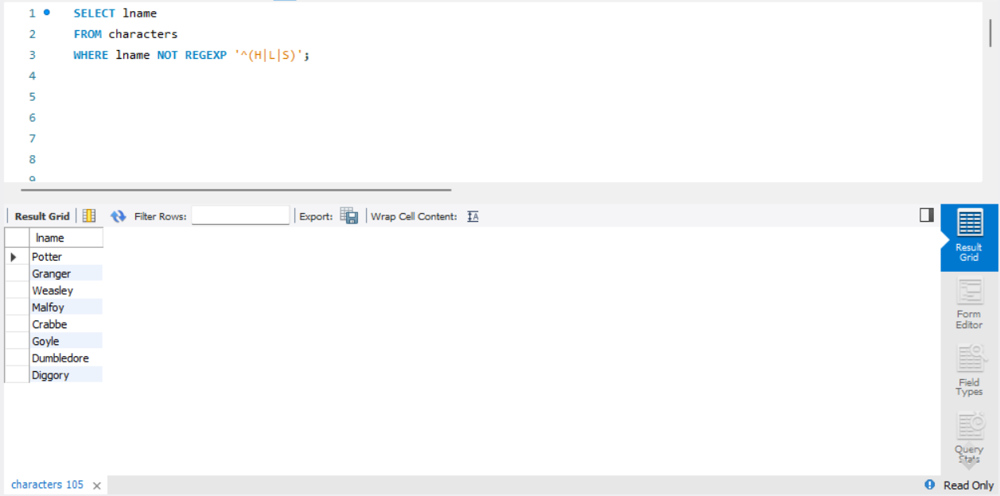 1 SELECT lname
2 FROM characters
3 WHERE lname NOT REGEXP '^(H|L|S)';
4
5
6
7
8
9
Result Grid Filter Rows: Export: Wrap Cell Content: IA
lname
Potter
Granger
Weasley
Malfoy
Crabbe
Goyle
Dumbledore
Diggory
Result
Grid
Form
Editor
Field
Types
Query
Stats
characters 105 ×
Read Only